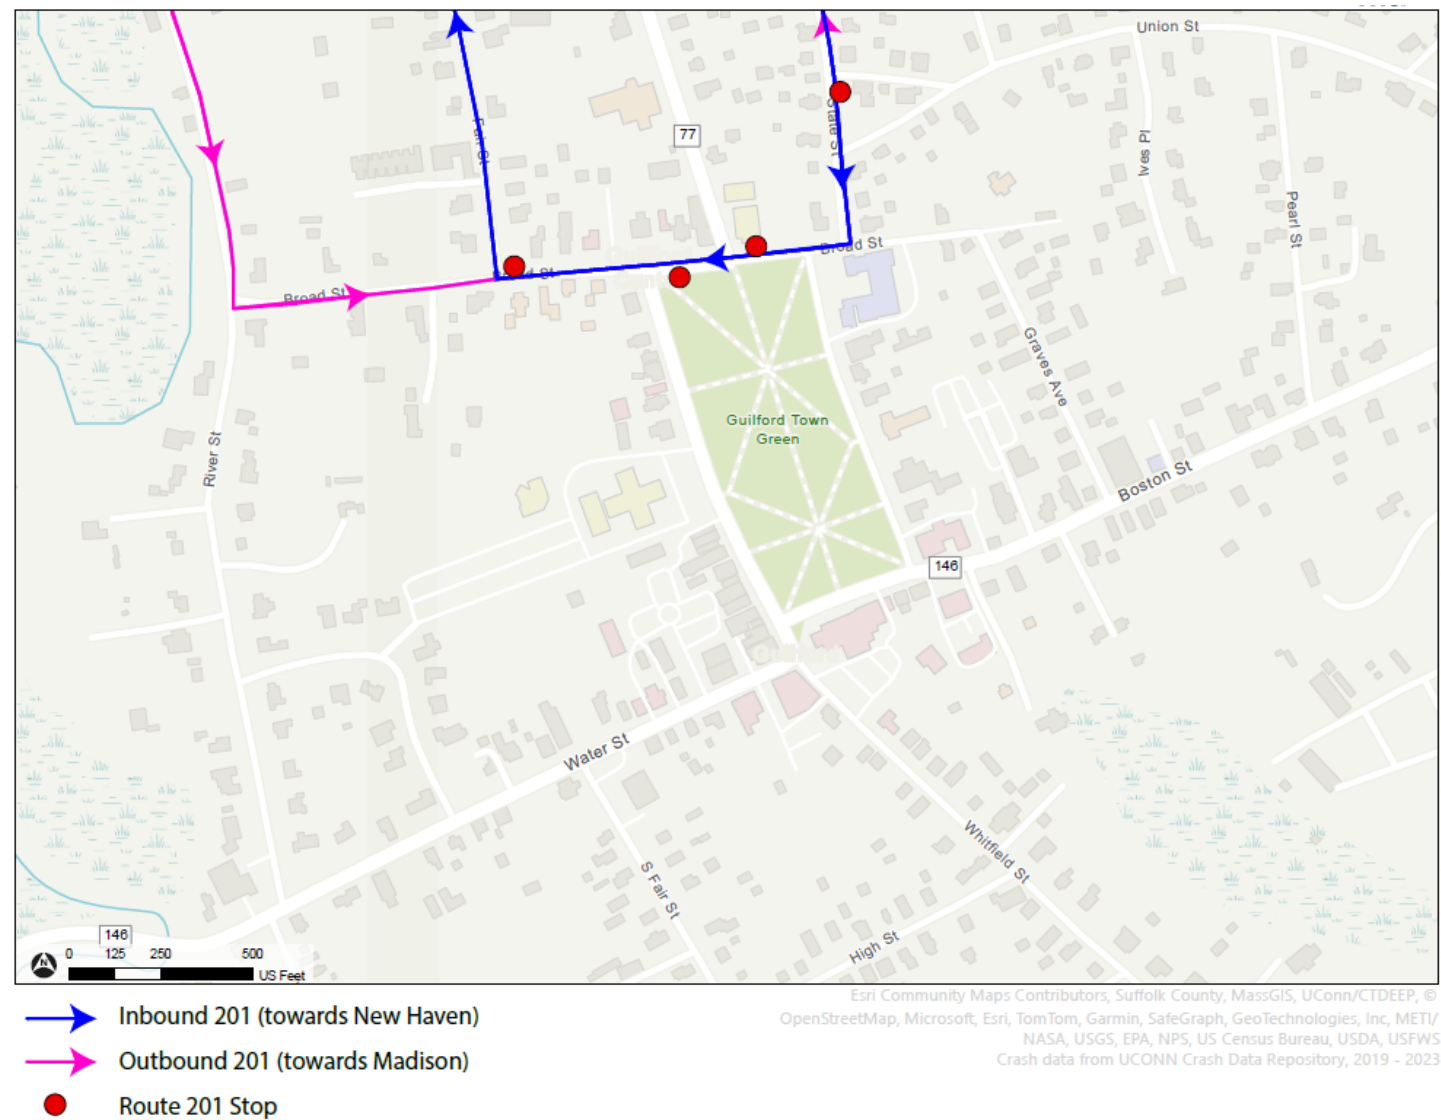 Union St
77
Fair St
State St
Ives Pl
Pearl St
Broad St
Broad St
Broad St
Graves Ave
Guilford Town
Green
River St
Boston St
146
Water St
Whitfield St
S Fair St
High St
146
N
0 125 250 500
US Feet
Inbound 201 (towards New Haven)
Outbound 201 (towards Madison)
Route 201 Stop
Esri Community Maps Contributors, Suffolk County, MassGIS, UConn/CTDEEP, ©
OpenStreetMap, Microsoft, Esri, TomTom, Garmin, SafeGraph, GeoTechnologies, Inc, METI/
NASA, USGS, EPA, NPS, US Census Bureau, USDA, USFWS
Crash data from UCONN Crash Data Repository, 2019 - 2023